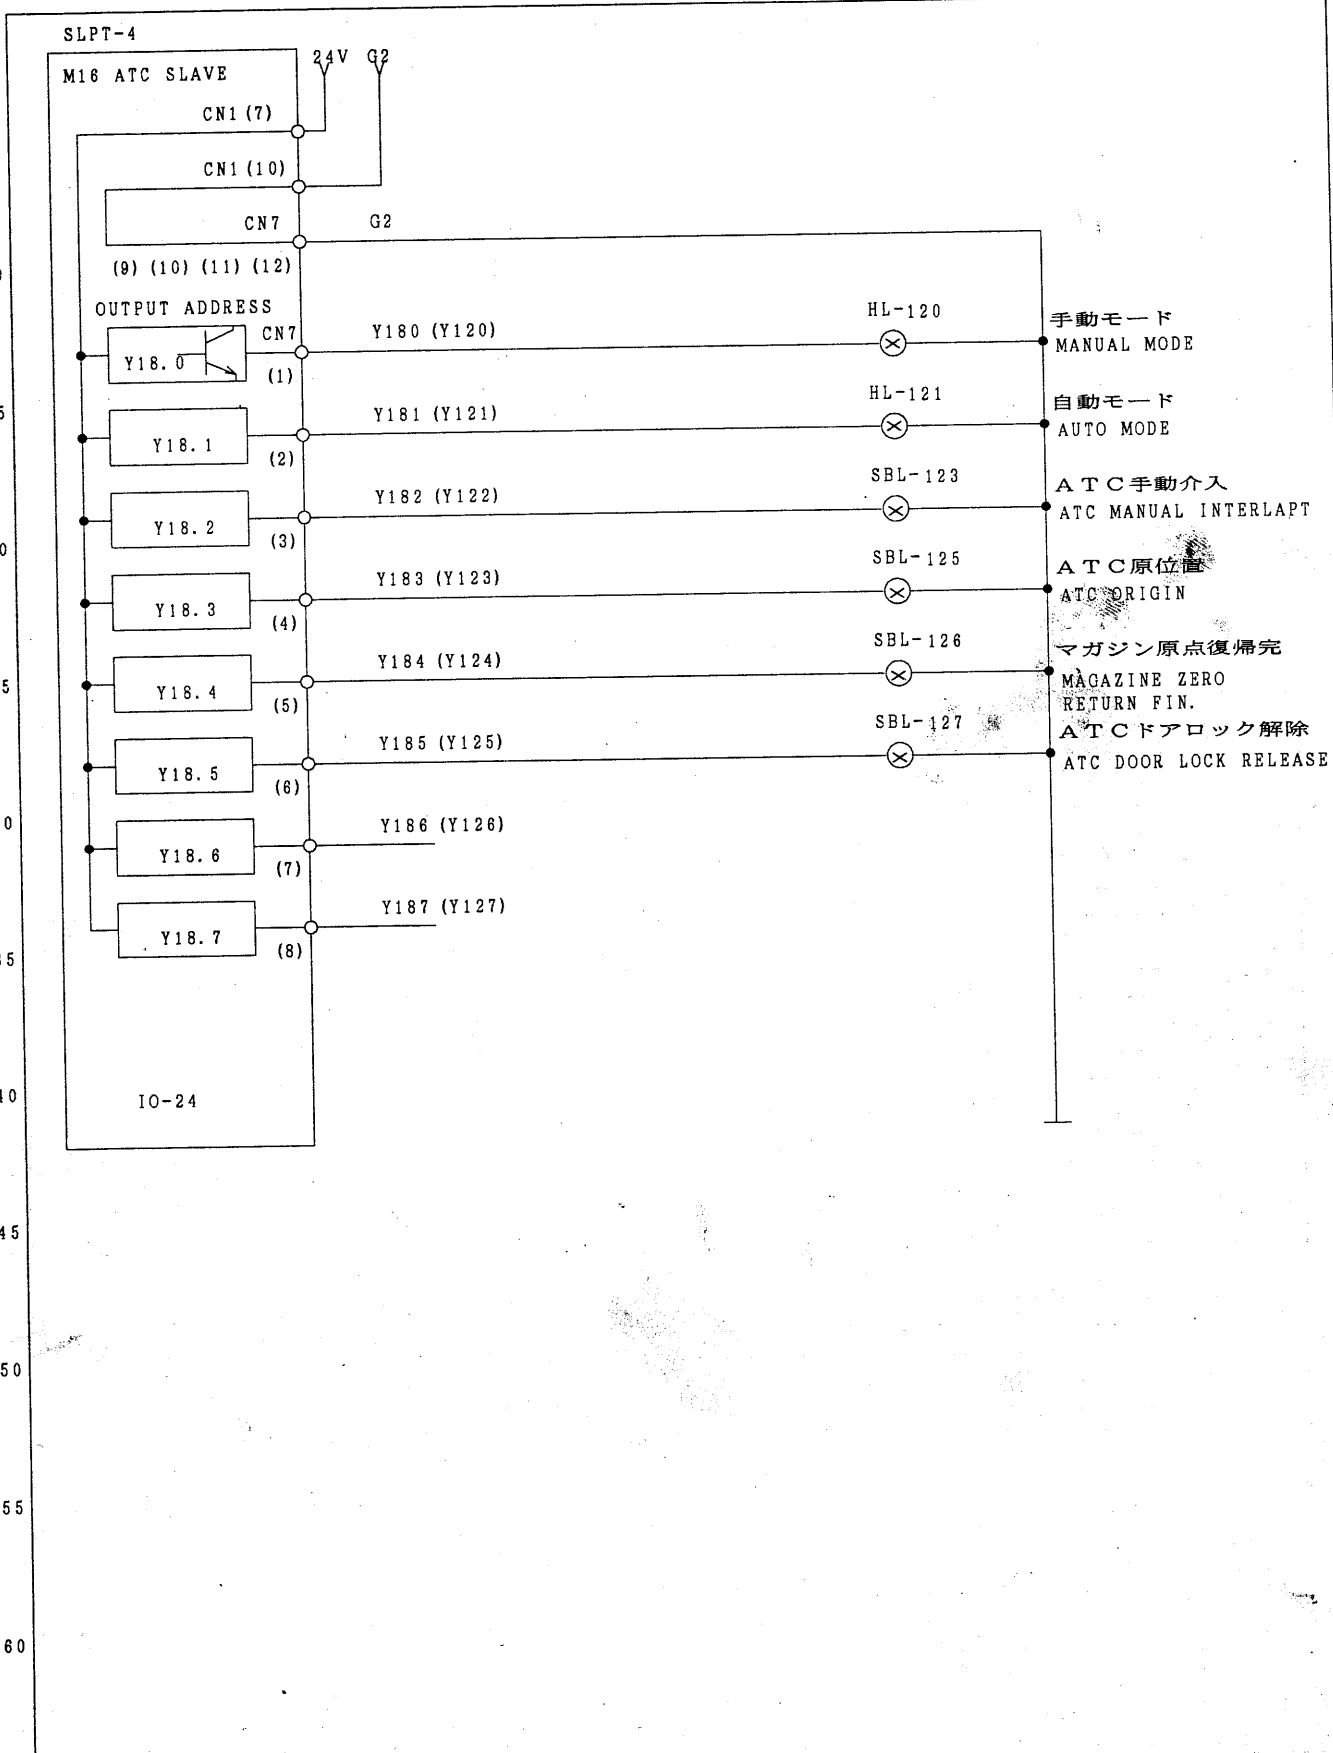 SLPT-4
M16 ATC SLAVE
24V G2
CN1(7)
CN1(10)
CN7 G2
(9) (10) (11) (12)
OUTPUT ADDRESS
Y18.0 CN7 (1) Y180 (Y120) HL-120 手動モード
MANUAL MODE
Y18.1 (2) Y181 (Y121) HL-121 自動モード
AUTO MODE
Y18.2 (3) Y182 (Y122) SBL-123 ATC手動介入
ATC MANUAL INTERLAPT
Y18.3 (4) Y183 (Y123) SBL-125 ATC原位置
ATC ORIGIN
Y18.4 (5) Y184 (Y124) SBL-126 マガジン原点復帰完
MAGAZINE ZERO
RETURN FIN.
Y18.5 (6) Y185 (Y125) SBL-127 ATCドアロック解除
ATC DOOR LOCK RELEASE
Y18.6 (7) Y186 (Y126)
Y18.7 (8) Y187 (Y127)
IO-24
45
50
55
60